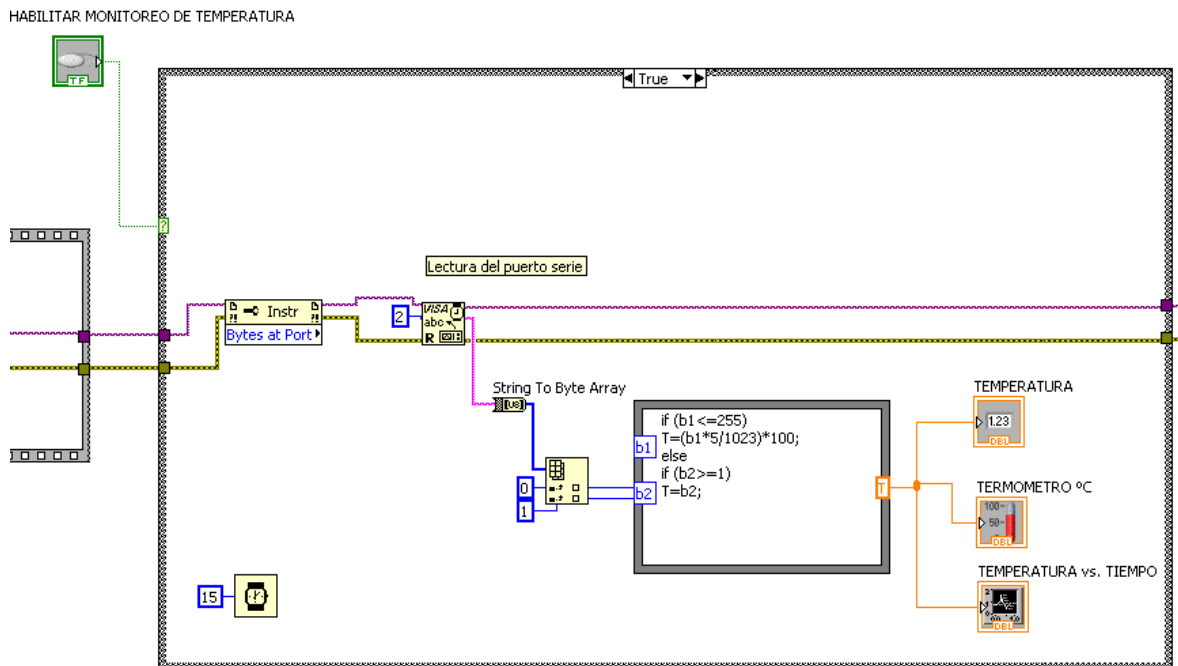 HABILITAR MONITOREO DE TEMPERATURA
TF
True
?
Lectura del puerto serie
Instr
Bytes at Port
2
VISA
abc
R
String To Byte Array
[U8]
0
1
b1
b2
if (b1<=255)
T=(b1*5/1023)*100;
else
if (b2>=1)
T=b2;
T
TEMPERATURA
1.23
DBL
TERMOMETRO ºC
100
50
DBL
TEMPERATURA vs. TIEMPO
DBL
15